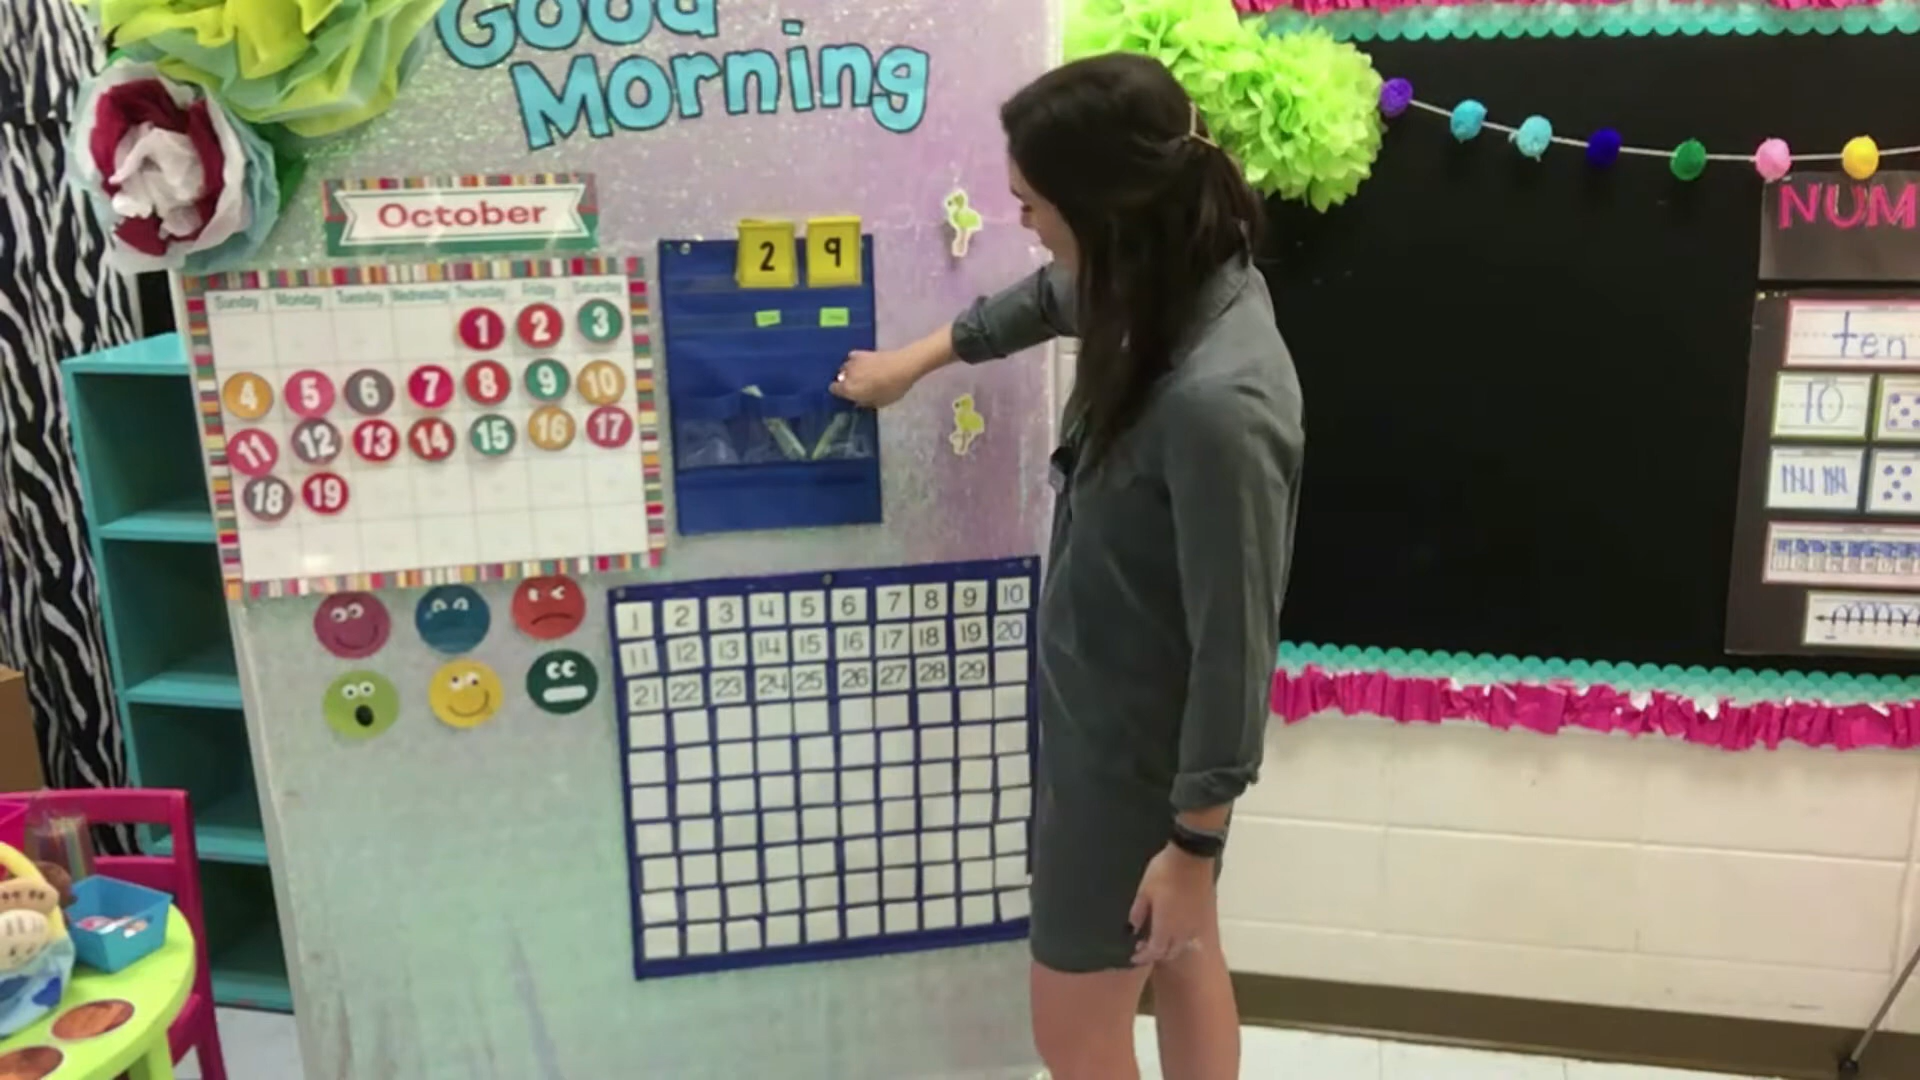 Good
Morning
October
2 9
Sunday Monday Tuesday Wednesday Thursday Friday Saturday
1 2 3
4 5 6 7 8 9 10
11 12 13 14 15 16 17
18 19
1 2 3 4 5 6 7 8 9 10
11 12 13 14 15 16 17 18 19 20
21 22 23 24 25 26 27 28 29
NUM
ten
10